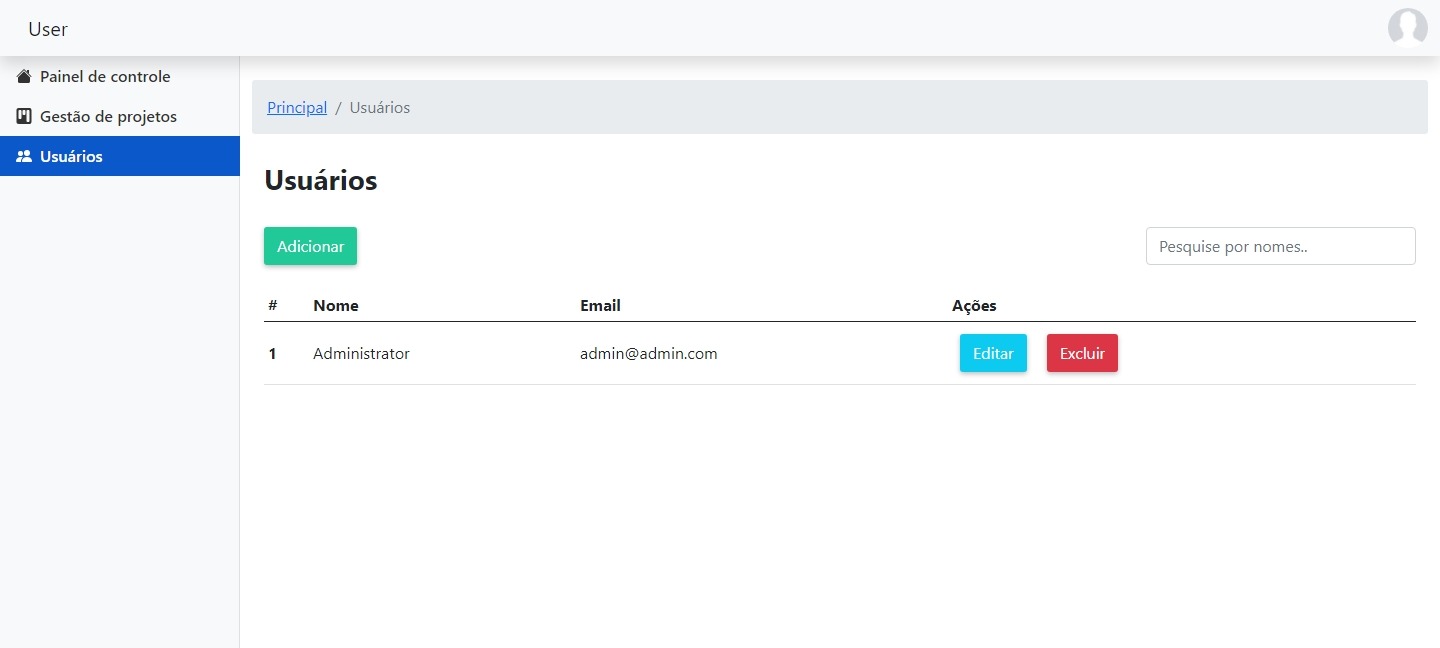 User
Painel de controle
Gestão de projetos
Usuários
Principal / Usuários
Usuários
Adicionar
Pesquise por nomes..
# Nome Email Ações
1 Administrator admin@admin.com Editar Excluir